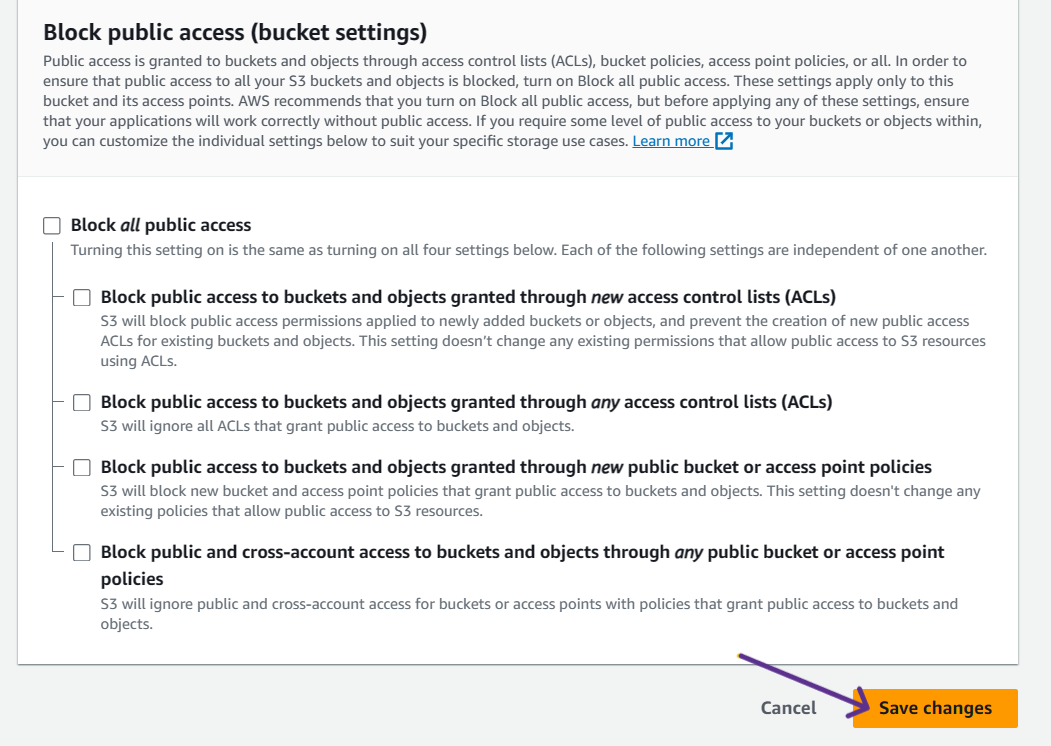 Block public access (bucket settings)
Public access is granted to buckets and objects through access control lists (ACLs), bucket policies, access point policies, or all. In order to
ensure that public access to all your S3 buckets and objects is blocked, turn on Block all public access. These settings apply only to this
bucket and its access points. AWS recommends that you turn on Block all public access, but before applying any of these settings, ensure
that your applications will work correctly without public access. If you require some level of public access to your buckets or objects within,
you can customize the individual settings below to suit your specific storage use cases. Learn more
Block all public access
Turning this setting on is the same as turning on all four settings below. Each of the following settings are independent of one another.
Block public access to buckets and objects granted through new access control lists (ACLs)
S3 will block public access permissions applied to newly added buckets or objects, and prevent the creation of new public access
ACLs for existing buckets and objects. This setting doesn't change any existing permissions that allow public access to S3 resources
using ACLs.
Block public access to buckets and objects granted through any access control lists (ACLs)
S3 will ignore all ACLs that grant public access to buckets and objects.
Block public access to buckets and objects granted through new public bucket or access point policies
S3 will block new bucket and access point policies that grant public access to buckets and objects. This setting doesn't change any
existing policies that allow public access to S3 resources.
Block public and cross-account access to buckets and objects through any public bucket or access point
policies
S3 will ignore public and cross-account access for buckets or access points with policies that grant public access to buckets and
objects.
Cancel Save changes